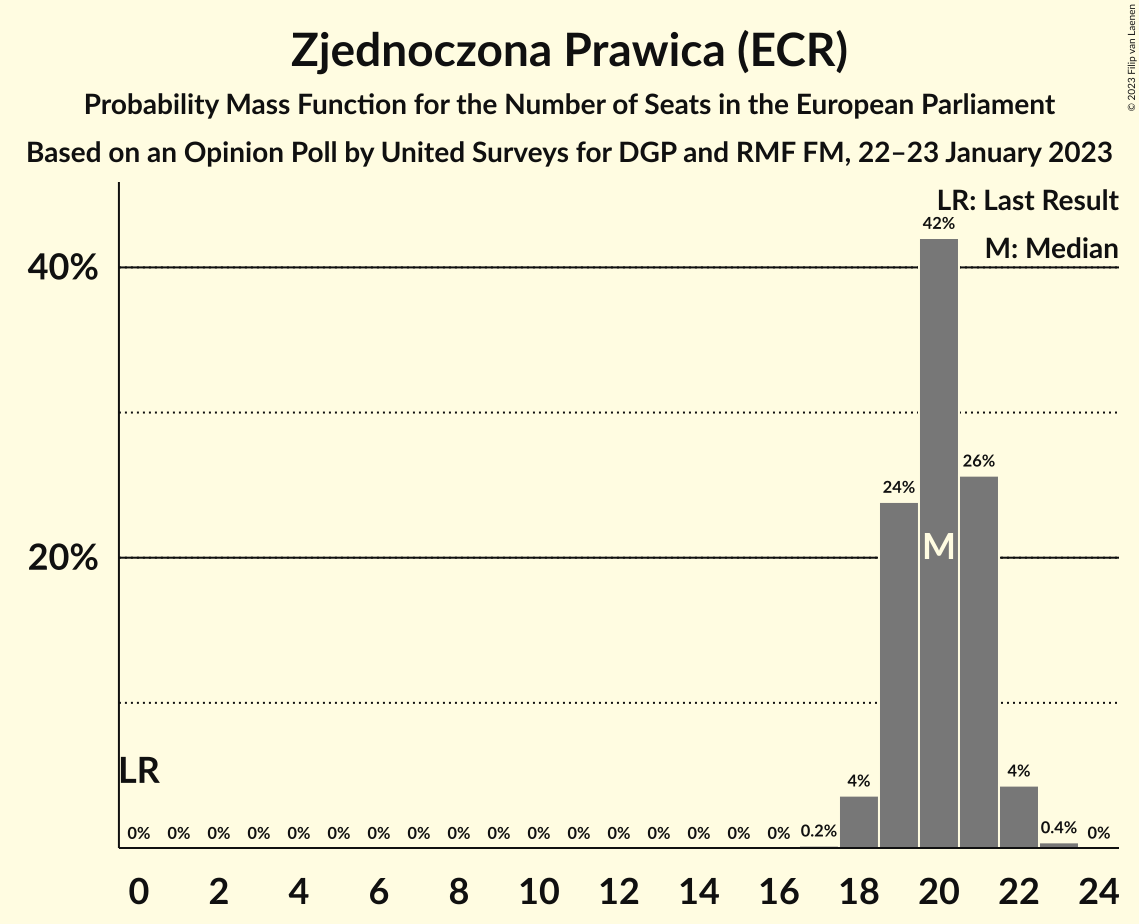 Zjednoczona Prawica (ECR)
Probability Mass Function for the Number of Seats in the European Parliament
Based on an Opinion Poll by United Surveys for DGP and RMF FM, 22–23 January 2023
© 2023 Filip van Laenen
LR: Last Result
M: Median
40%
20%
42%
26%
24%
M
LR
0% 0% 0% 0% 0% 0% 0% 0% 0% 0% 0% 0% 0% 0% 0% 0% 0% 0.2% 4% 4% 0.4% 0%
0 2 4 6 8 10 12 14 16 18 20 22 24